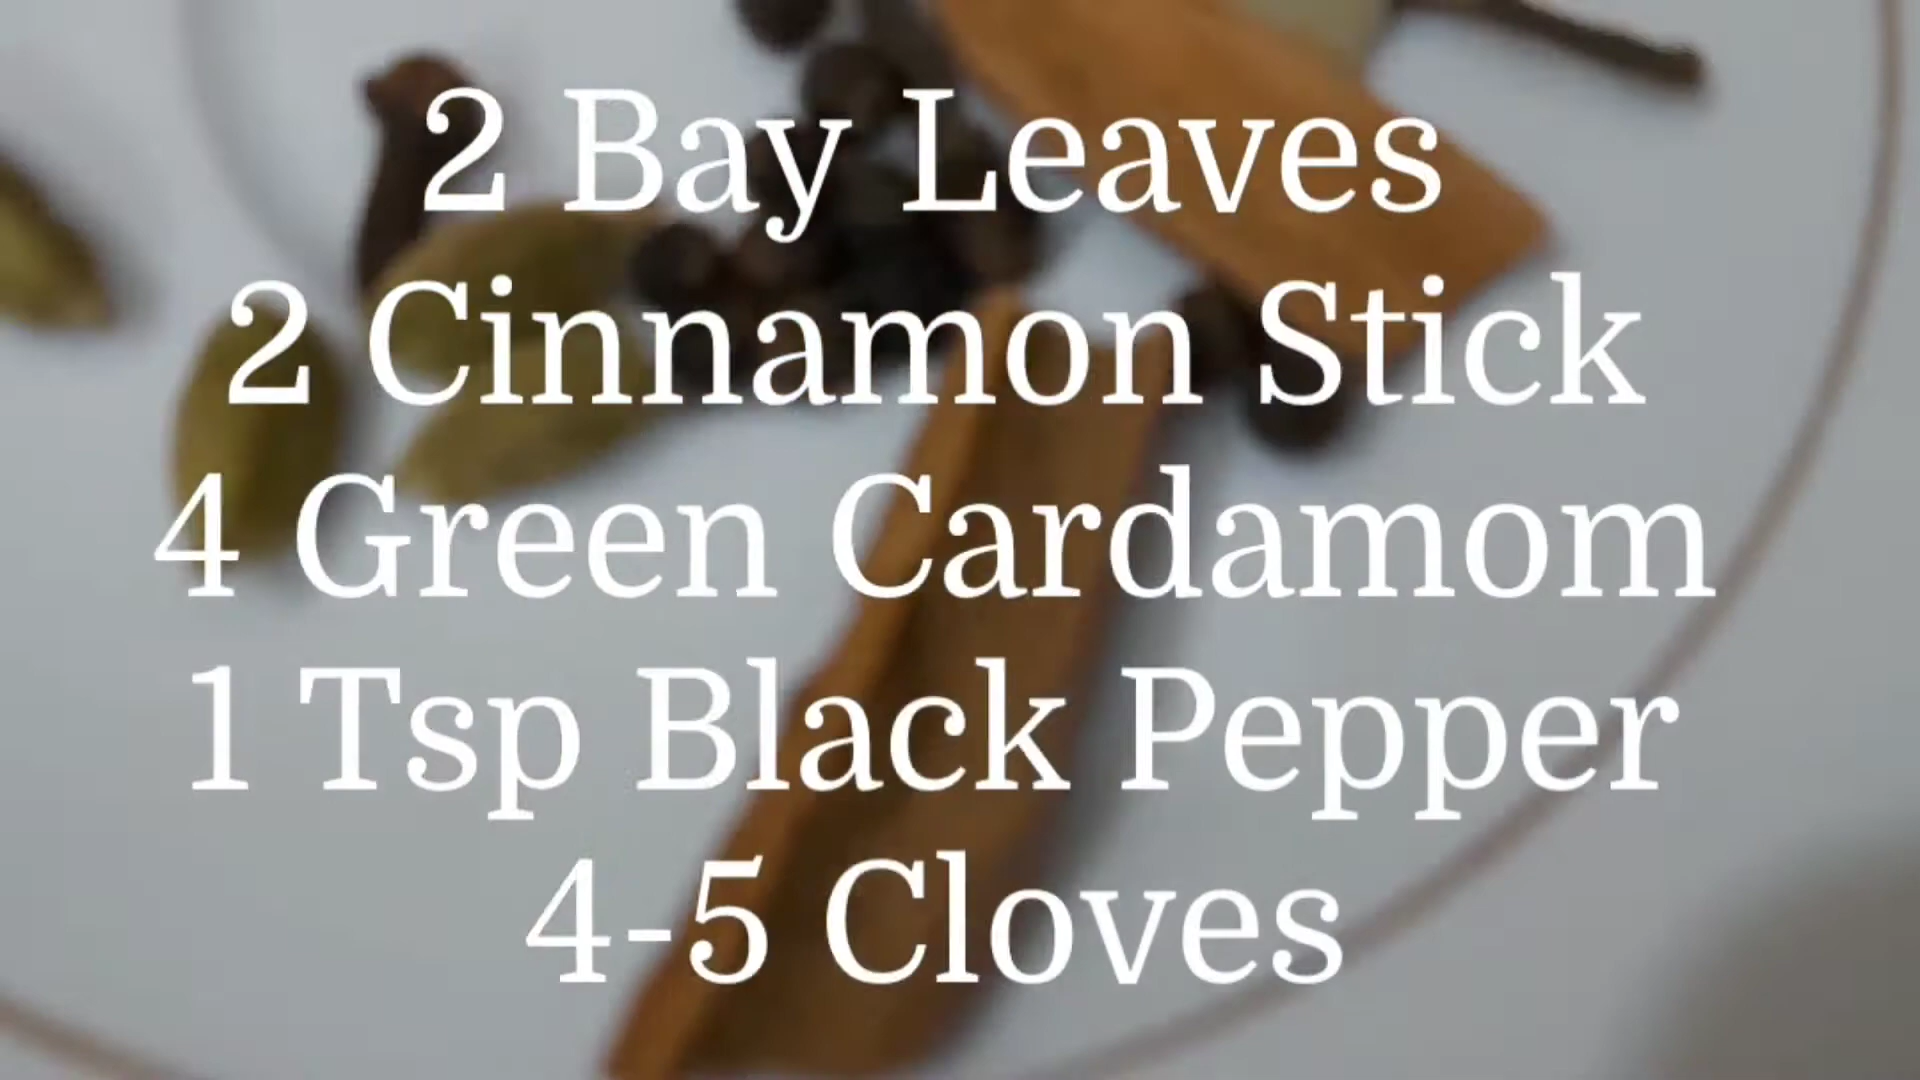 2 Bay Leaves
2 Cinnamon Stick
4 Green Cardamom
1 Tsp Black Pepper
4-5 Cloves